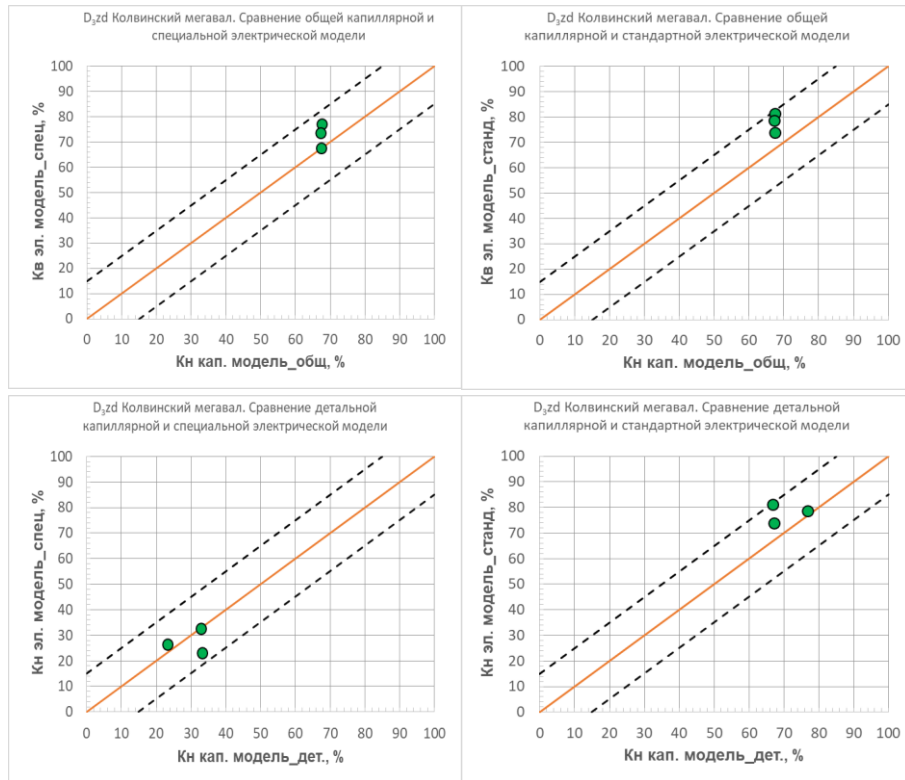 D₃zd Колвинский мегавал. Сравнение общей капиллярной и
специальной электрической модели
100
90
80
70
60
50
40
30
20
10
0
Кв эл. модель_спец, %
0 10 20 30 40 50 60 70 80 90 100
Кн кап. модель_общ, %
D₃zd Колвинский мегавал. Сравнение общей
капиллярной и стандартной электрической модели
100
90
80
70
60
50
40
30
20
10
0
Кв эл. модель_станд, %
0 10 20 30 40 50 60 70 80 90 100
Кн кап. модель_общ, %
D₃zd Колвинский мегавал. Сравнение детальной
капиллярной и специальной электрической модели
100
90
80
70
60
50
40
30
20
10
0
Кн эл. модель_спец, %
0 10 20 30 40 50 60 70 80 90 100
Кн кап. модель_дет., %
D₃zd Колвинский мегавал. Сравнение детальной
капиллярной и стандартной электрической модели
100
90
80
70
60
50
40
30
20
10
0
Кн эл. модель_станд, %
0 10 20 30 40 50 60 70 80 90 100
Кн кап. модель_дет., %